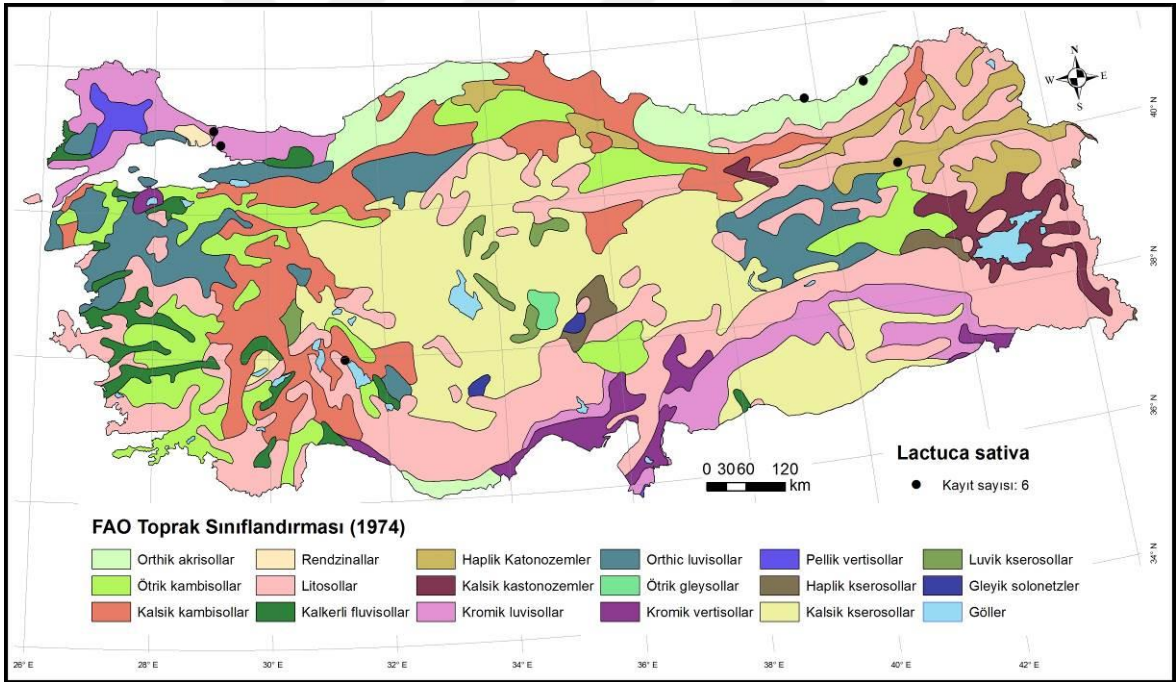 N
W E
S
40° N
38° N
36° N
34° N
Lactuca sativa
Kayıt sayısı: 6
0 30 60 120
km
FAO Toprak Sınıflandırması (1974)
Orthik akrisollar Rendzinallar Haplik Katonozemler Orthic luvisollar Pellik vertisollar Luvik kserosollar
Ötrik kambisollar Litosollar Kalsik kastonozemler Ötrik gleysollar Haplik kserosollar Gleyik solonetzler
Kalsik kambisollar Kalkerli fluvisollar Kromik luvisollar Kromik vertisollar Kalsik kserosollar Göller
26° E 28° E 30° E 32° E 34° E 36° E 38° E 40° E 42° E